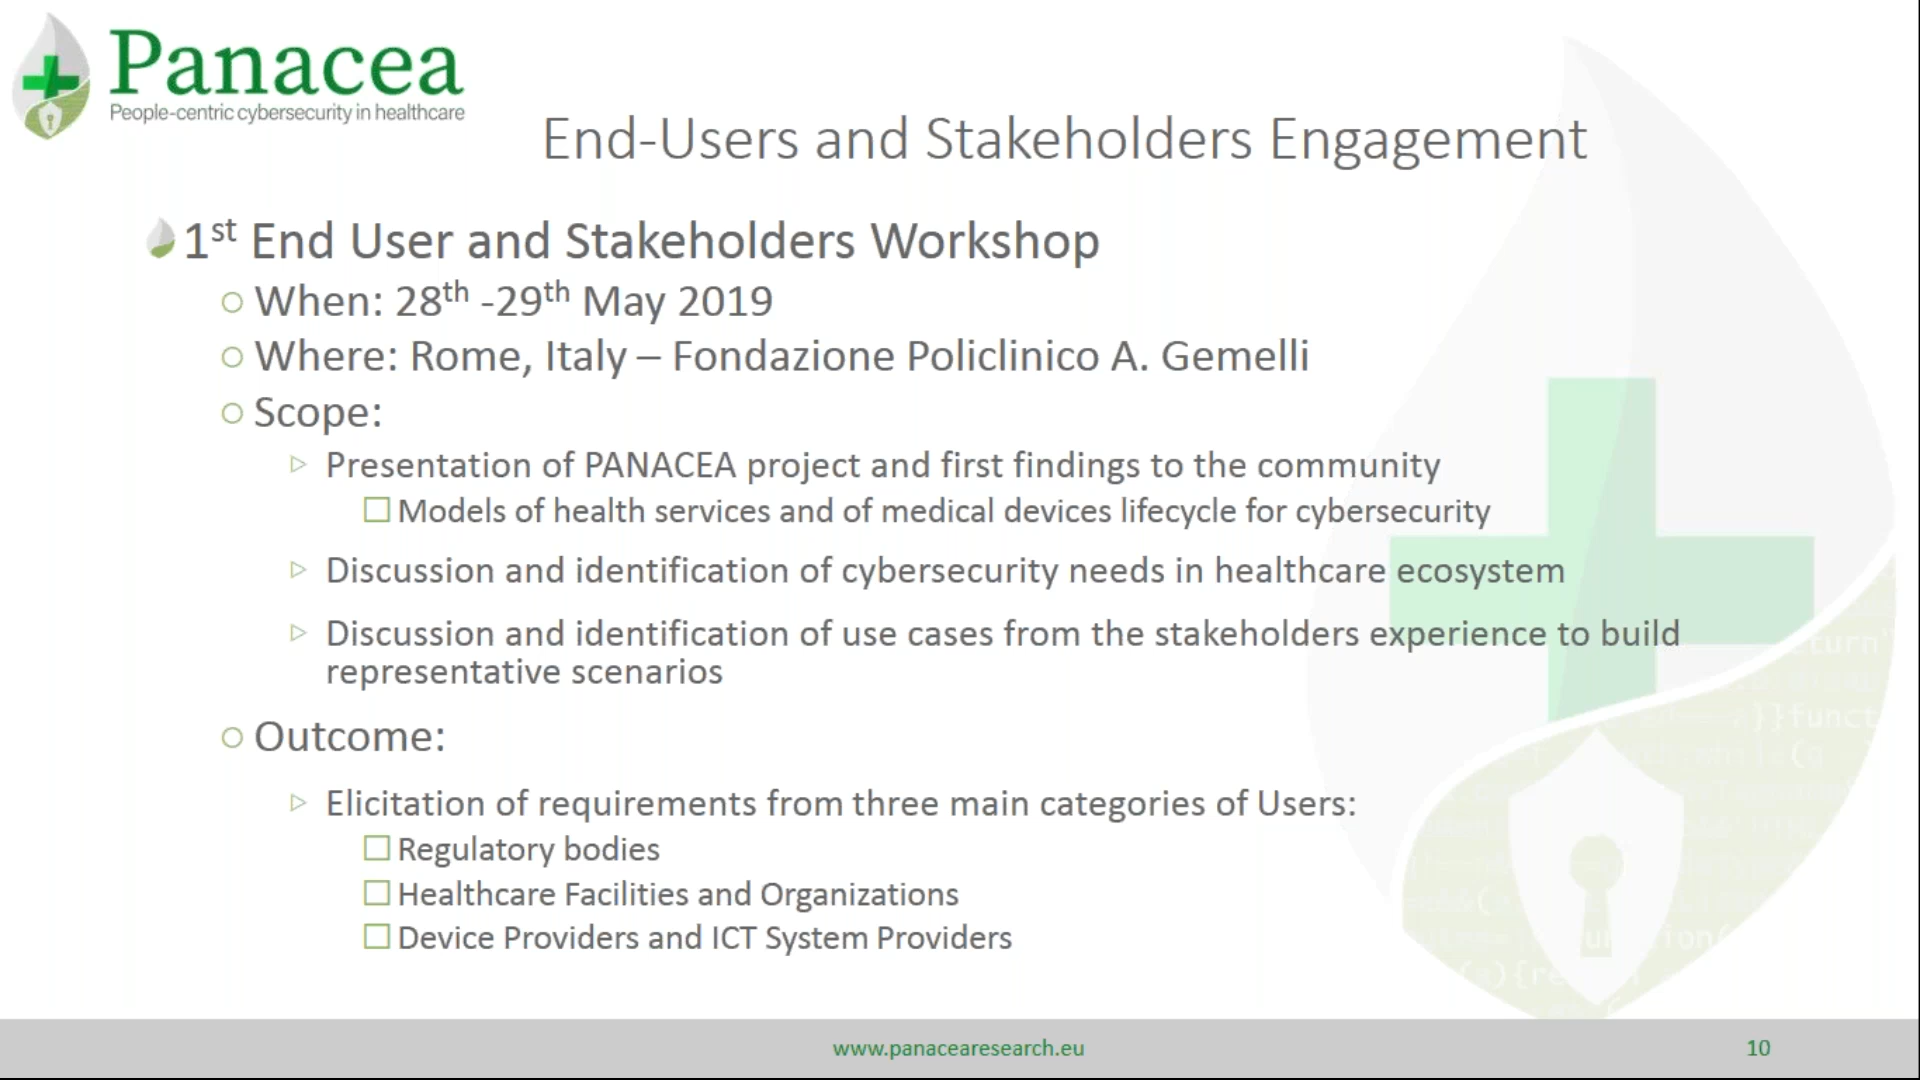 Panacea
People-centric cybersecurity in healthcare
End-Users and Stakeholders Engagement
1st End User and Stakeholders Workshop
When: 28th -29th May 2019
Where: Rome, Italy – Fondazione Policlinico A. Gemelli
Scope:
Presentation of PANACEA project and first findings to the community
Models of health services and of medical devices lifecycle for cybersecurity
Discussion and identification of cybersecurity needs in healthcare ecosystem
Discussion and identification of use cases from the stakeholders experience to build
representative scenarios
Outcome:
Elicitation of requirements from three main categories of Users:
Regulatory bodies
Healthcare Facilities and Organizations
Device Providers and ICT System Providers
www.panacearesearch.eu
10